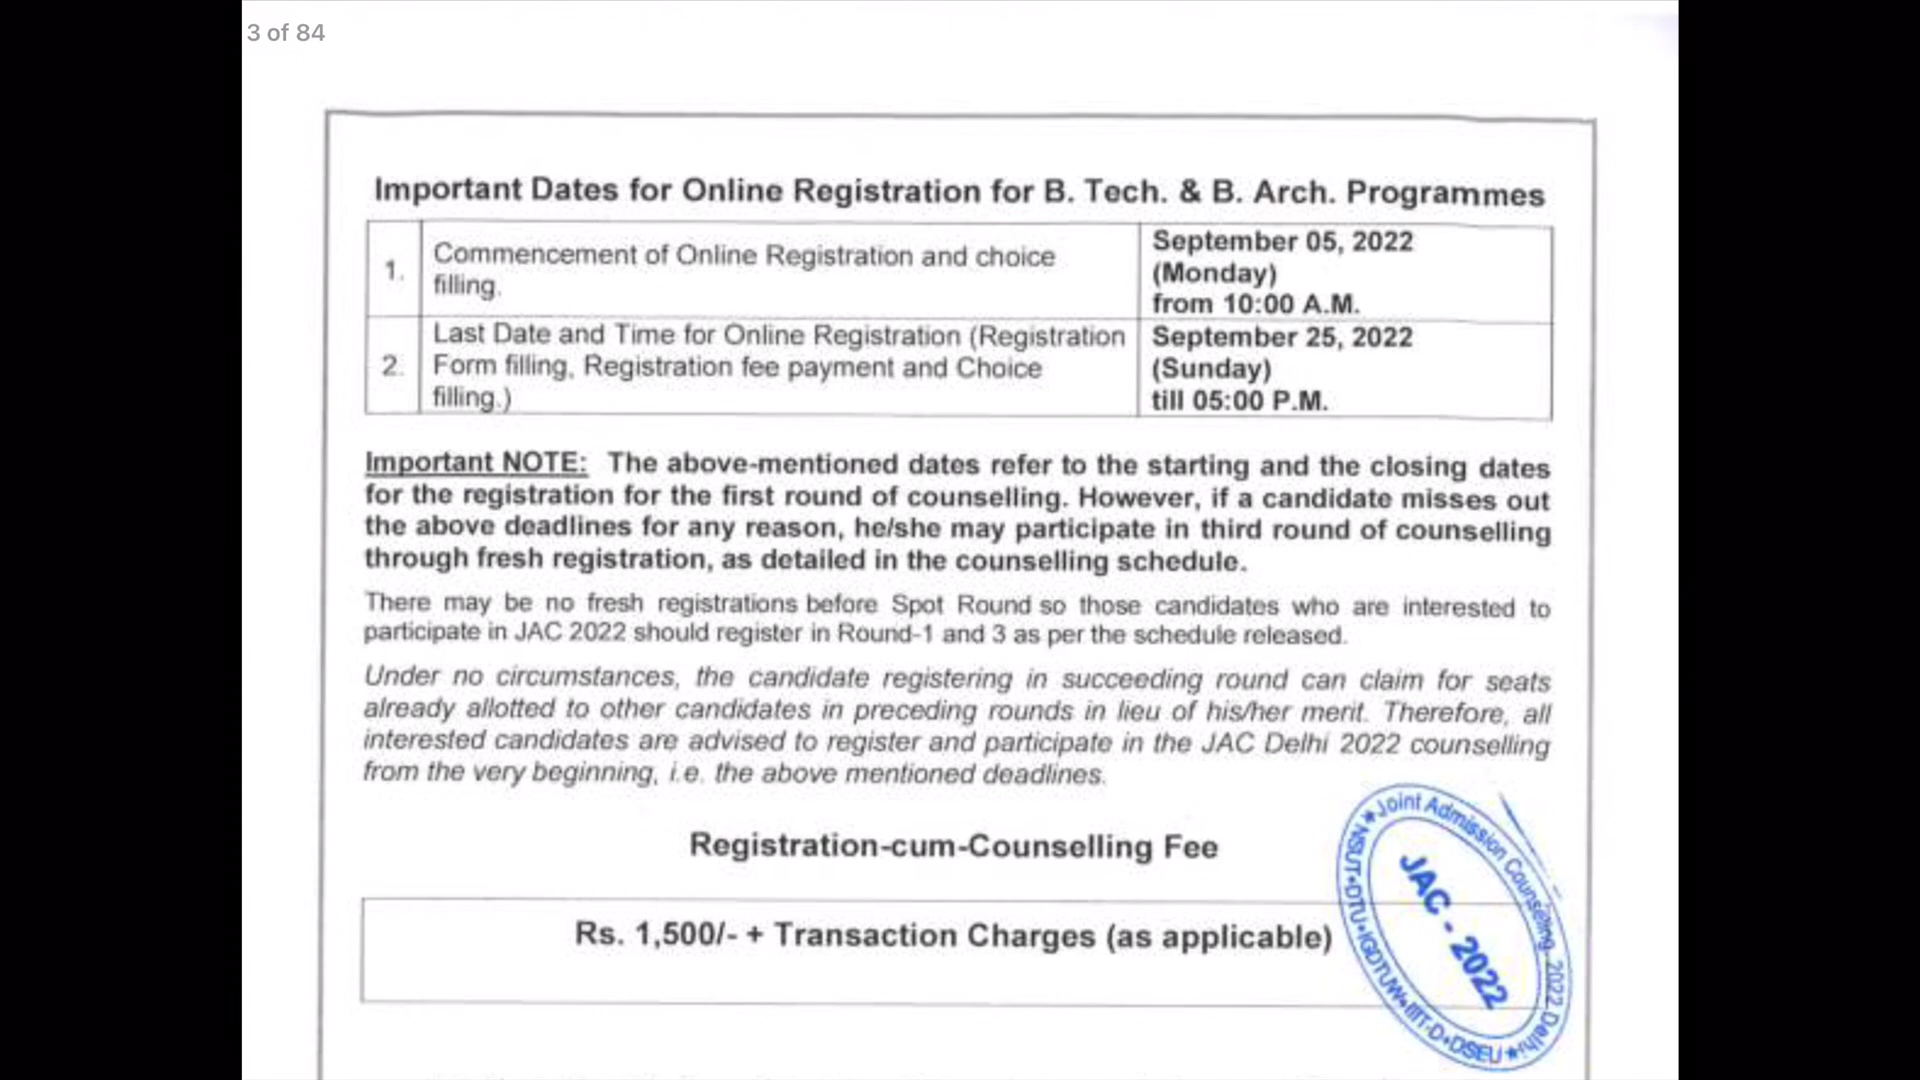 3 of 84
Important Dates for Online Registration for B. Tech. & B. Arch. Programmes
1.
Commencement of Online Registration and choice
filling.
September 05, 2022
(Monday)
from 10:00 A.M.
2.
Last Date and Time for Online Registration (Registration
Form filling, Registration fee payment and Choice
filling.)
September 25, 2022
(Sunday)
till 05:00 P.M.
Important NOTE: The above-mentioned dates refer to the starting and the closing dates
for the registration for the first round of counselling. However, if a candidate misses out
the above deadlines for any reason, he/she may participate in third round of counselling
through fresh registration, as detailed in the counselling schedule.
There may be no fresh registrations before Spot Round so those candidates who are interested to
participate in JAC 2022 should register in Round-1 and 3 as per the schedule released.
Under no circumstances, the candidate registering in succeeding round can claim for seats
already allotted to other candidates in preceding rounds in lieu of his/her merit. Therefore, all
interested candidates are advised to register and participate in the JAC Delhi 2022 counselling
from the very beginning, i.e. the above mentioned deadlines.
Registration-cum-Counselling Fee
Rs. 1,500/- + Transaction Charges (as applicable)
Joint Admission Counseling 2022 Delhi
JAC - 2022
NSUT•DTU•IGDTUW•IIIT-D•DSEU